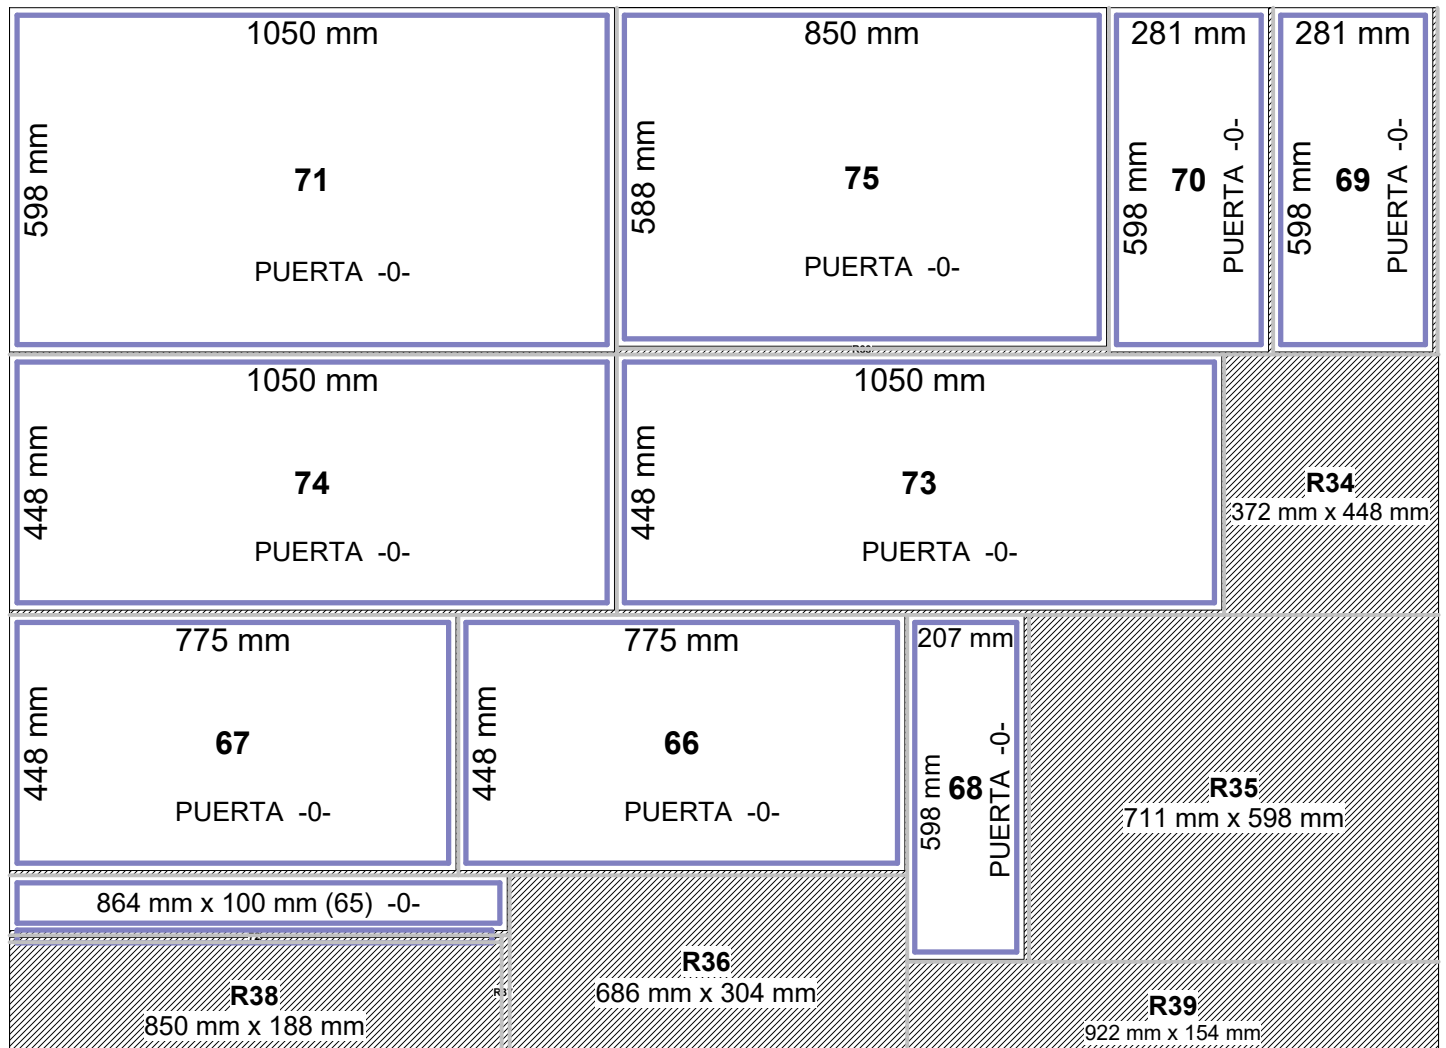 1050 mm
598 mm
71
PUERTA -0-
850 mm
588 mm
75
PUERTA -0-
281 mm
598 mm
70
PUERTA -0-
281 mm
598 mm
69
PUERTA -0-
1050 mm
448 mm
74
PUERTA -0-
1050 mm
448 mm
73
PUERTA -0-
R34
372 mm x 448 mm
775 mm
448 mm
67
PUERTA -0-
775 mm
448 mm
66
PUERTA -0-
207 mm
598 mm
68
PUERTA -0-
R35
711 mm x 598 mm
864 mm x 100 mm (65) -0-
R38
850 mm x 188 mm
R36
686 mm x 304 mm
R39
922 mm x 154 mm